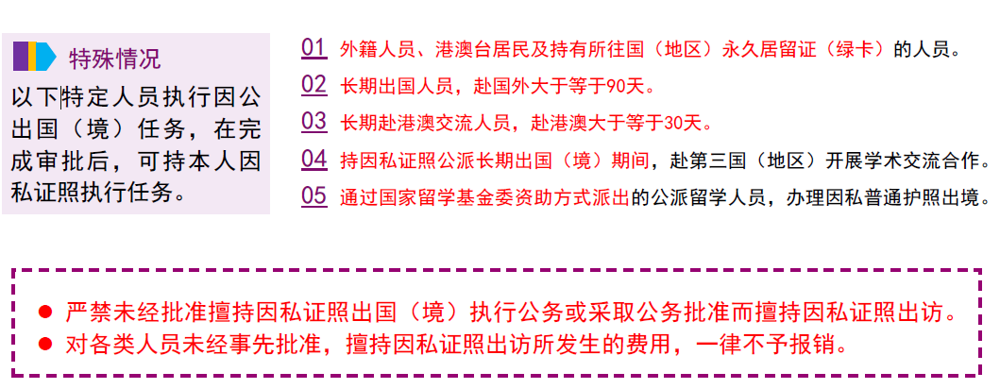 特殊情况
以下特定人员执行因公
出国（境）任务，在完
成审批后，可持本人因
私证照执行任务。
01 外籍人员、港澳台居民及持有所往国（地区）永久居留证（绿卡）的人员。
02 长期出国人员，赴国外大于等于90天。
03 长期赴港澳交流人员，赴港澳大于等于30天。
04 持因私证照公派长期出国（境）期间，赴第三国（地区）开展学术交流合作。
05 通过国家留学基金委资助方式派出的公派留学人员，办理因私普通护照出境。
● 严禁未经批准擅持因私证照出国（境）执行公务或采取公务批准而擅持因私证照出访。
● 对各类人员未经事先批准，擅持因私证照出访所发生的费用，一律不予报销。